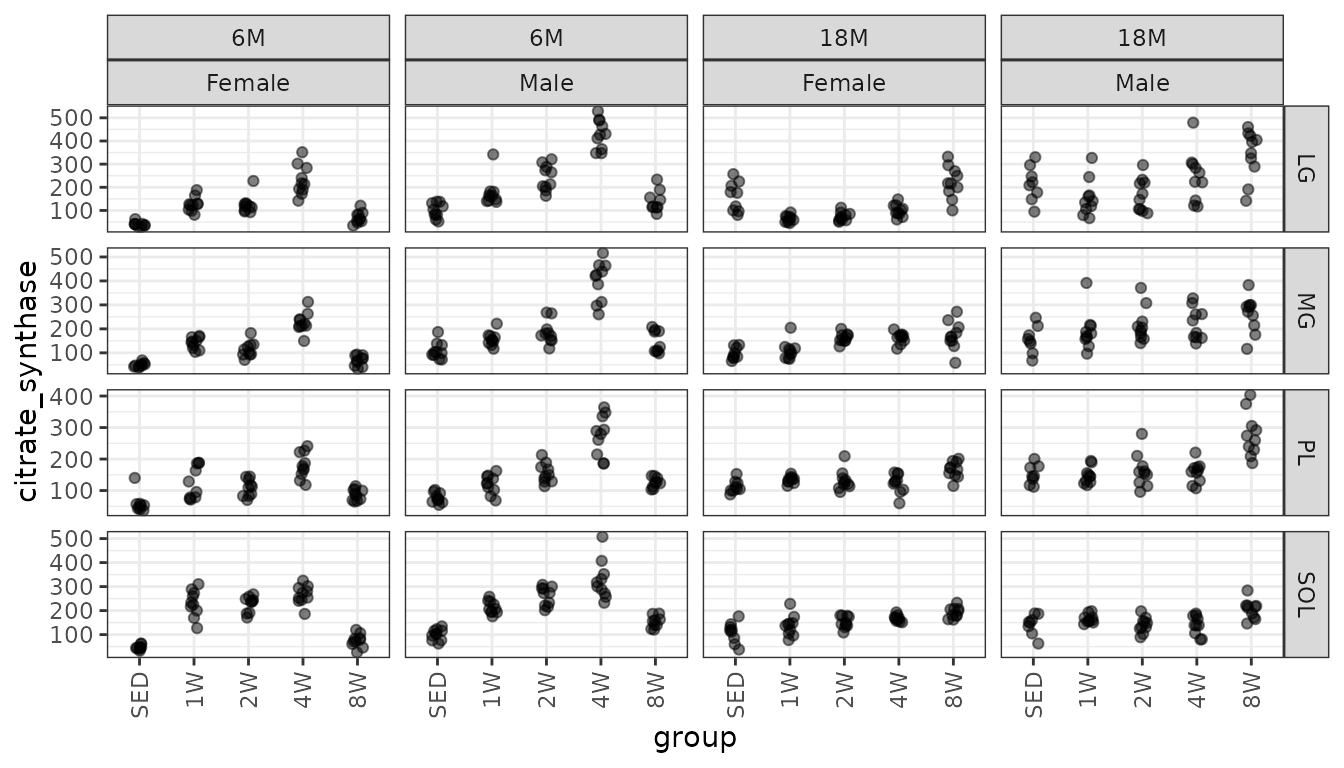 6M 6M 18M 18M
Female Male Female Male
500
400
300
200
100
LG
500
400
300
200
100
MG
400
300
200
100
PL
500
400
300
200
100
SOL
citrate_synthase
SED 1W 2W 4W 8W SED 1W 2W 4W 8W SED 1W 2W 4W 8W SED 1W 2W 4W 8W
group